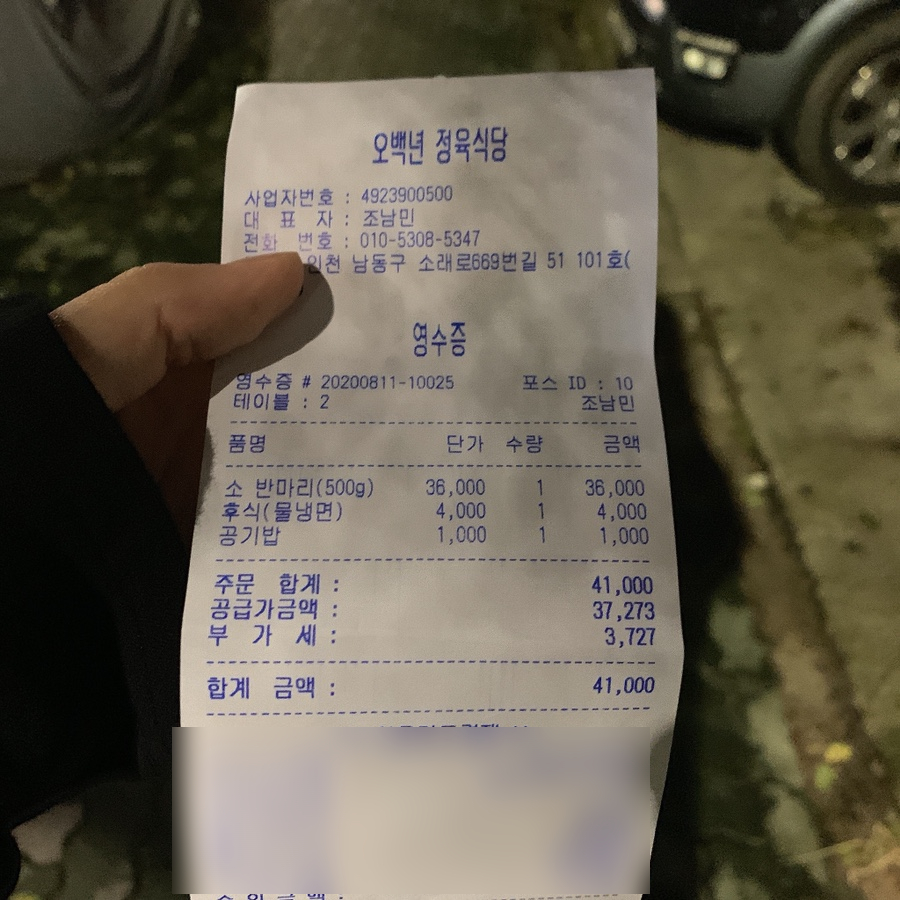 오백년 정육식당
사업자번호 : 4923900500
대 표 자 : 조남민
전화 번호 : 010-5308-5347
인천 남동구 소래로669번길 51 101호(
영수증
영수증 # 20200811-10025 포스 ID : 10
테이블 : 2 조남민
품명 단가 수량 금액
소 반마리(500g) 36,000 1 36,000
후식(물냉면) 4,000 1 4,000
공기밥 1,000 1 1,000
주문 합계 : 41,000
공급가금액 : 37,273
부 가 세 : 3,727
합계 금액 : 41,000